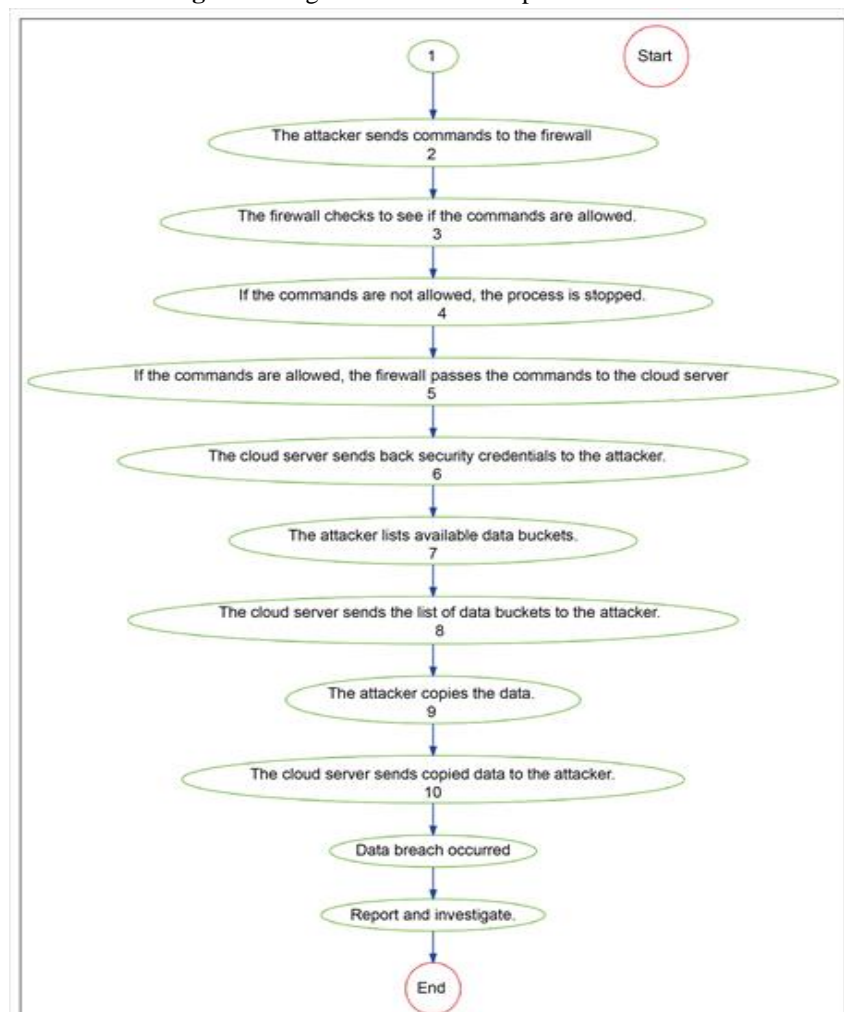 1
Start
The attacker sends commands to the firewall
2
The firewall checks to see if the commands are allowed.
3
If the commands are not allowed, the process is stopped.
4
If the commands are allowed, the firewall passes the commands to the cloud server
5
The cloud server sends back security credentials to the attacker.
6
The attacker lists available data buckets.
7
The cloud server sends the list of data buckets to the attacker.
8
The attacker copies the data.
9
The cloud server sends copied data to the attacker.
10
Data breach occurred
Report and investigate.
End